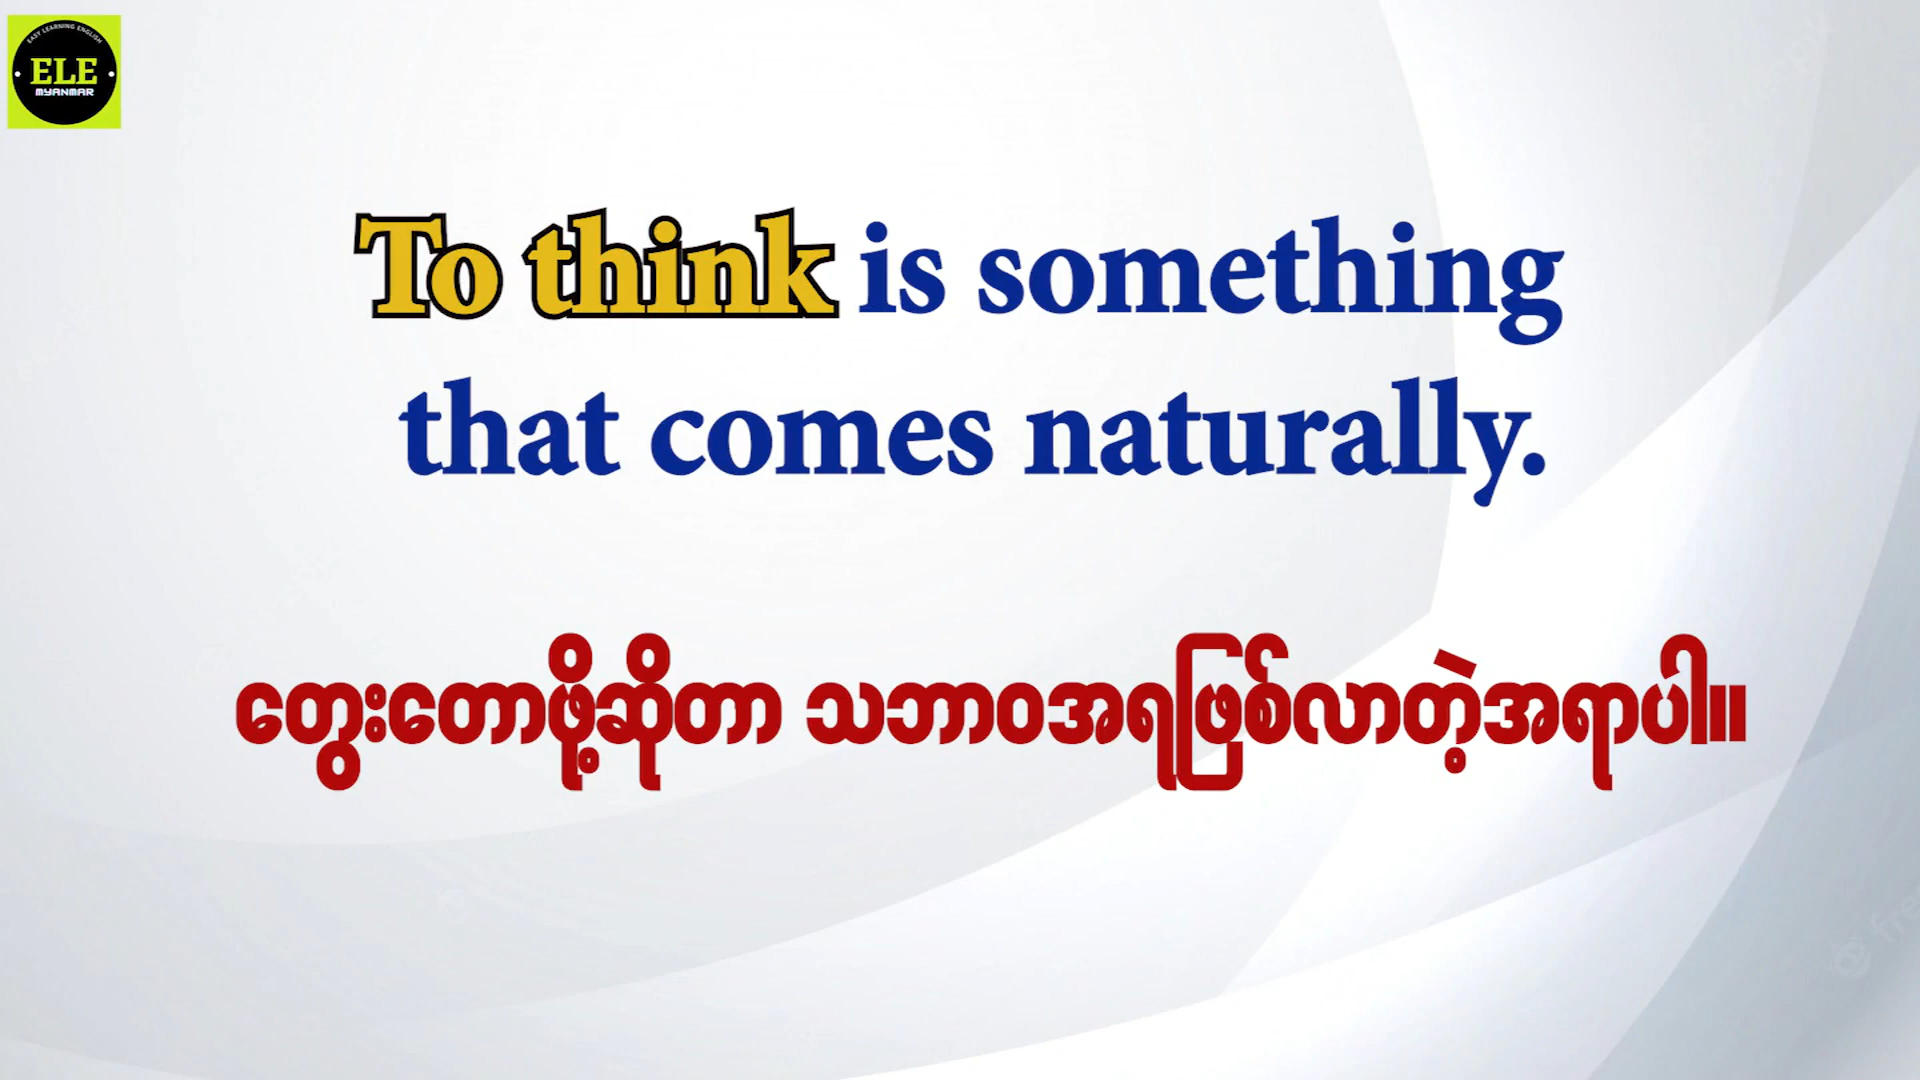 EASY LEARNING ENGLISH
ELE
MYANMAR
To think is something
that comes naturally.
တွေးတောဖို့ဆိုတာ သဘာဝအရဖြစ်လာတဲ့အရာပါ။